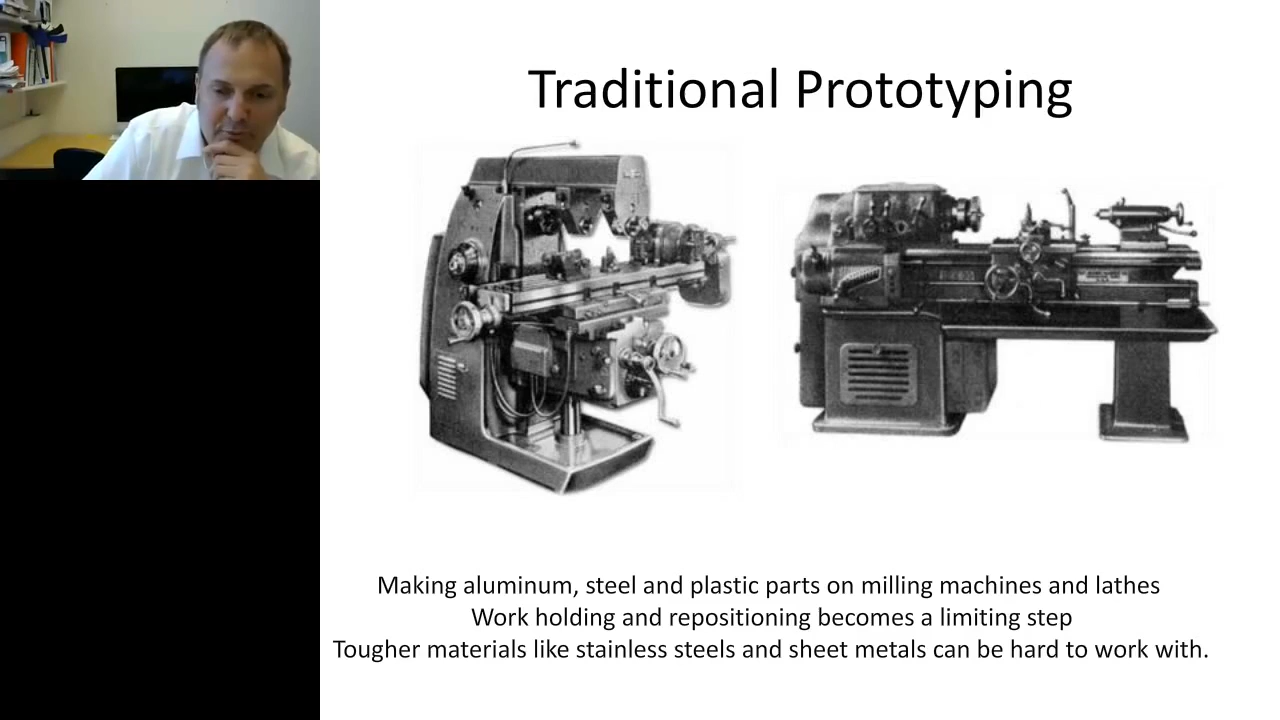 Traditional Prototyping
Making aluminum, steel and plastic parts on milling machines and lathes
Work holding and repositioning becomes a limiting step
Tougher materials like stainless steels and sheet metals can be hard to work with.